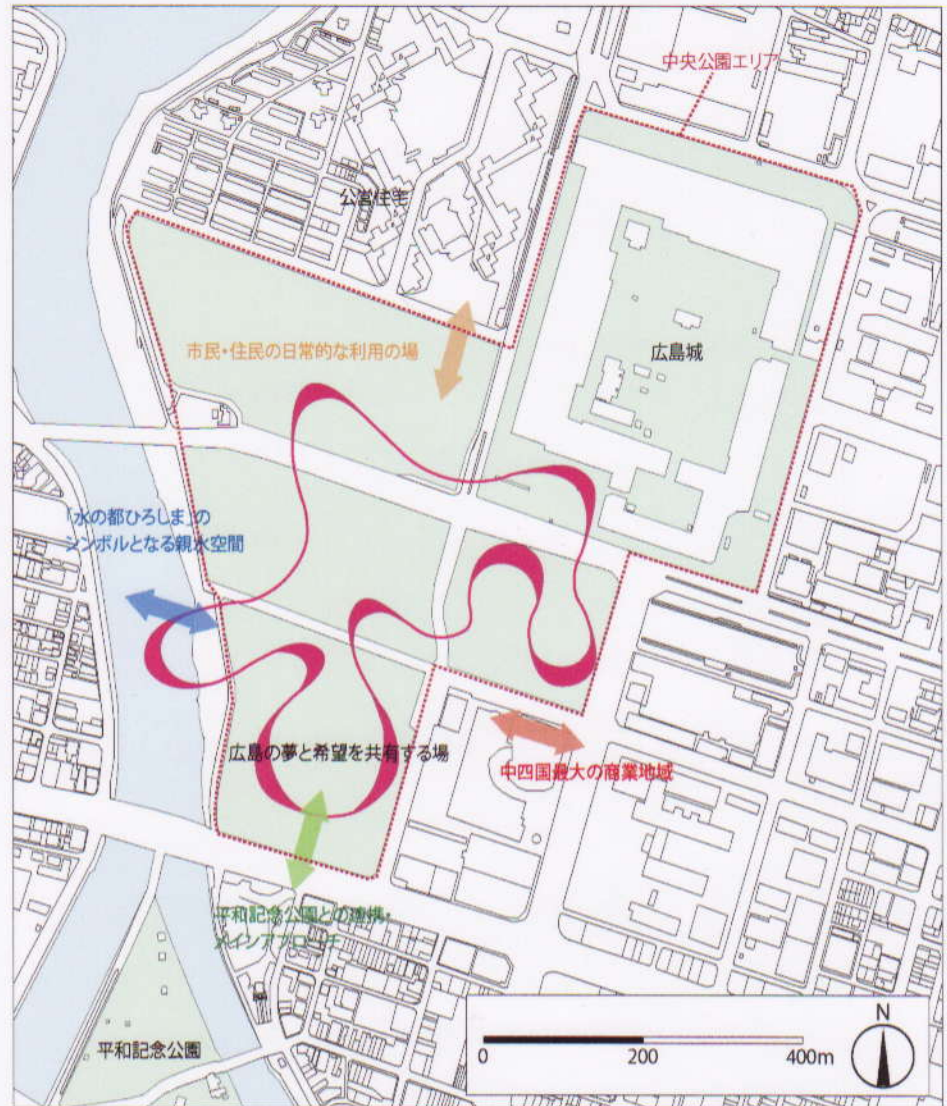 中央公園エリア
公営住宅
市民・住民の日常的な利用の場
広島城
「水の都ひろしま」の
シンボルとなる親水空間
広島の夢と希望を共有する場
中四国最大の商業地域
平和記念公園との連携・
メインアプローチ
平和記念公園
N
0 200 400m